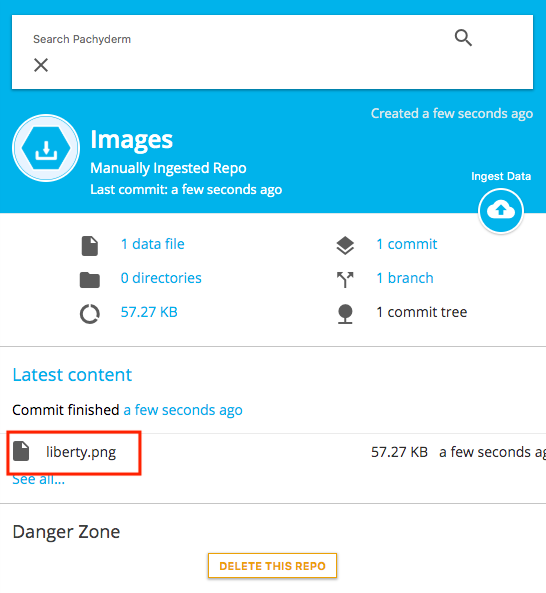 Search Pachyderm
Created a few seconds ago
Images
Manually Ingested Repo
Last commit: a few seconds ago
Ingest Data
1 data file
1 commit
0 directories
1 branch
57.27 KB
1 commit tree
Latest content
Commit finished a few seconds ago
liberty.png 57.27 KB a few seconds ag
See all...
Danger Zone
DELETE THIS REPO